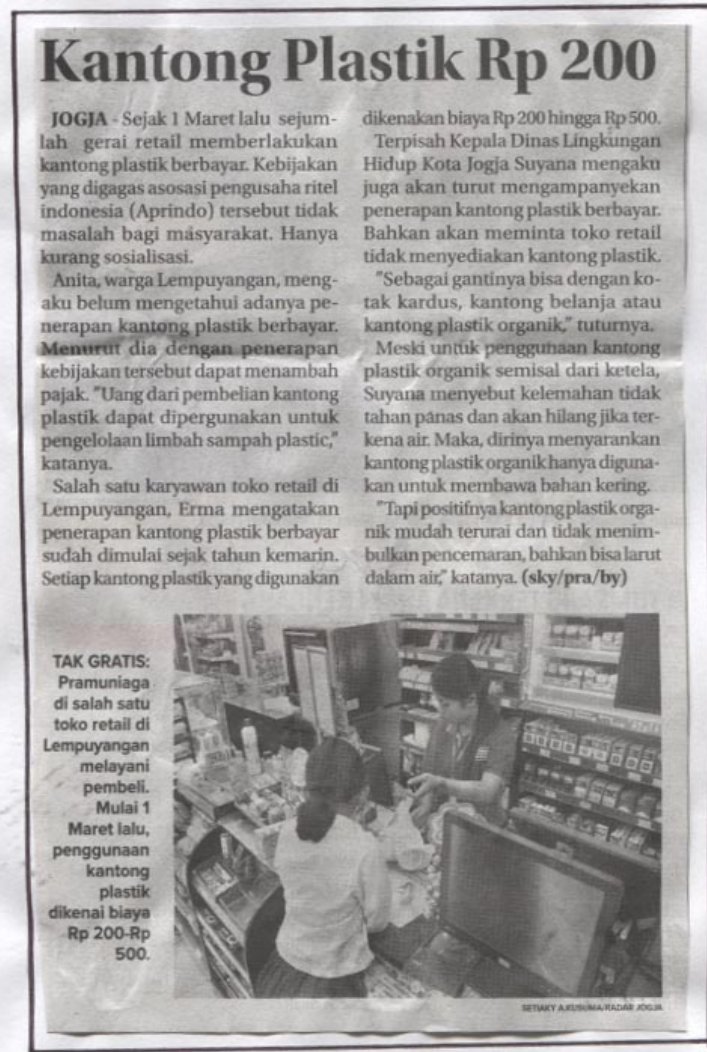 Kantong Plastik Rp 200
JOGJA - Sejak 1 Maret lalu sejum-
lah gerai retail memberlakukan
kantong plastik berbayar. Kebijakan
yang digagas asosasi pengusaha ritel
indonesia (Aprindo) tersebut tidak
masalah bagi masyarakat. Hanya
kurang sosialisasi.
Anita, warga Lempuyangan, meng-
aku belum mengetahui adanya pe-
nerapan kantong plastik berbayar.
Menurut dia dengan penerapan
kebijakan tersebut dapat menambah
pajak. "Uang dari pembelian kantong
plastik dapat dipergunakan untuk
pengelolaan limbah sampah plastic,"
katanya.
Salah satu karyawan toko retail di
Lempuyangan, Erma mengatakan
penerapan kantong plastik berbayar
sudah dimulai sejak tahun kemarin.
Setiap kantong plastik yang digunakan
dikenakan biaya Rp 200 hingga Rp 500.
Terpisah Kepala Dinas Lingkungan
Hidup Kota Jogja Suyana mengaku
juga akan turut mengampanyekan
penerapan kantong plastik berbayar.
Bahkan akan meminta toko retail
tidak menyediakan kantong plastik.
"Sebagai gantinya bisa dengan ko-
tak kardus, kantong belanja atau
kantong plastik organik," tuturnya.
Meski untuk penggunaan kantong
plastik organik semisal dari ketela,
Suyana menyebut kelemahan tidak
tahan panas dan akan hilang jika ter-
kena air. Maka, dirinya menyarankan
kantong plastik organik hanya diguna-
kan untuk membawa bahan kering.
"Tapi positifnya kantong plastik orga-
nik mudah terurai dan tidak menim-
bulkan pencemaran, bahkan bisa larut
dalam air," katanya. (sky/pra/by)
TAK GRATIS:
Pramuniaga
di salah satu
toko retail di
Lempuyangan
melayani
pembeli.
Mulai 1
Maret lalu,
penggunaan
kantong
plastik
dikenai biaya
Rp 200-Rp
500.
SETIAKY A.KUSUMA/RADAR JOGJA